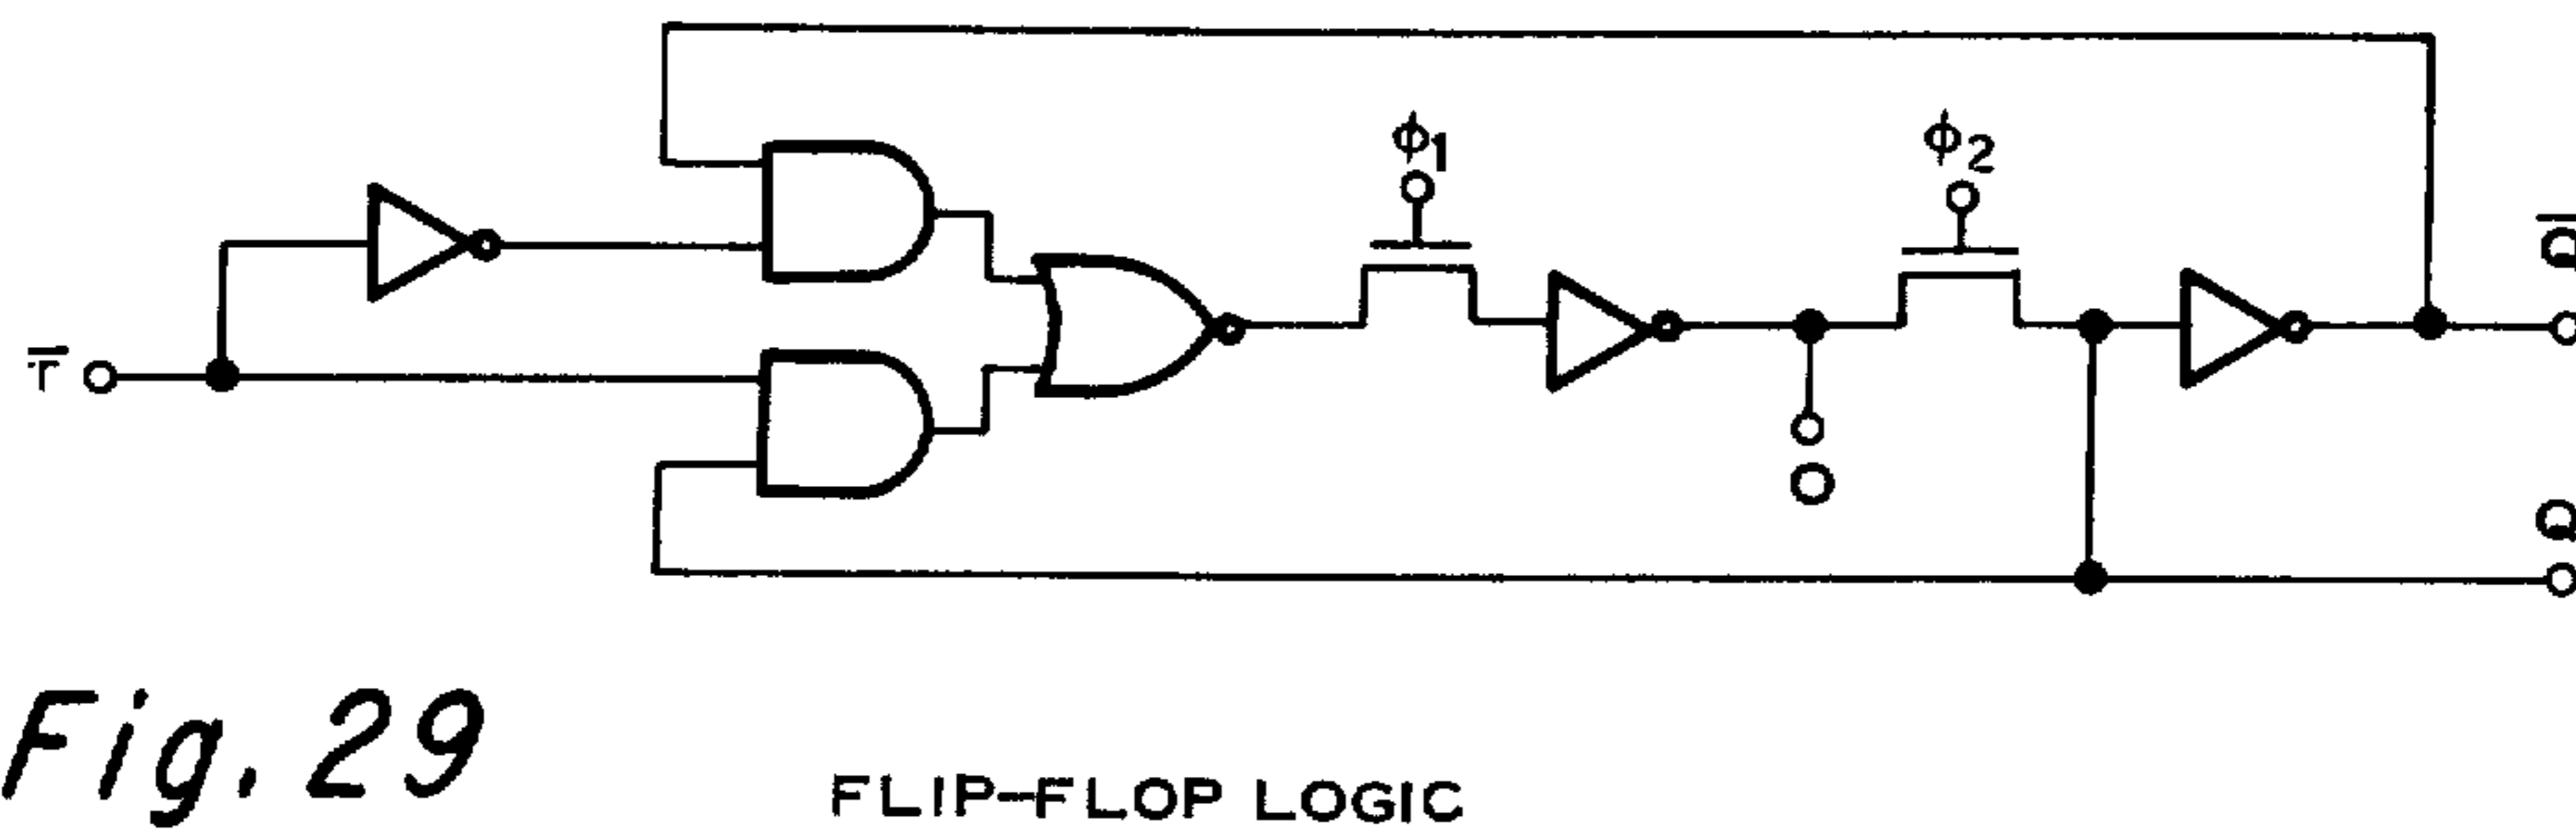 ϕ1
ϕ2
Q̅
T̅
O
Q
Fig. 29
FLIP-FLOP LOGIC